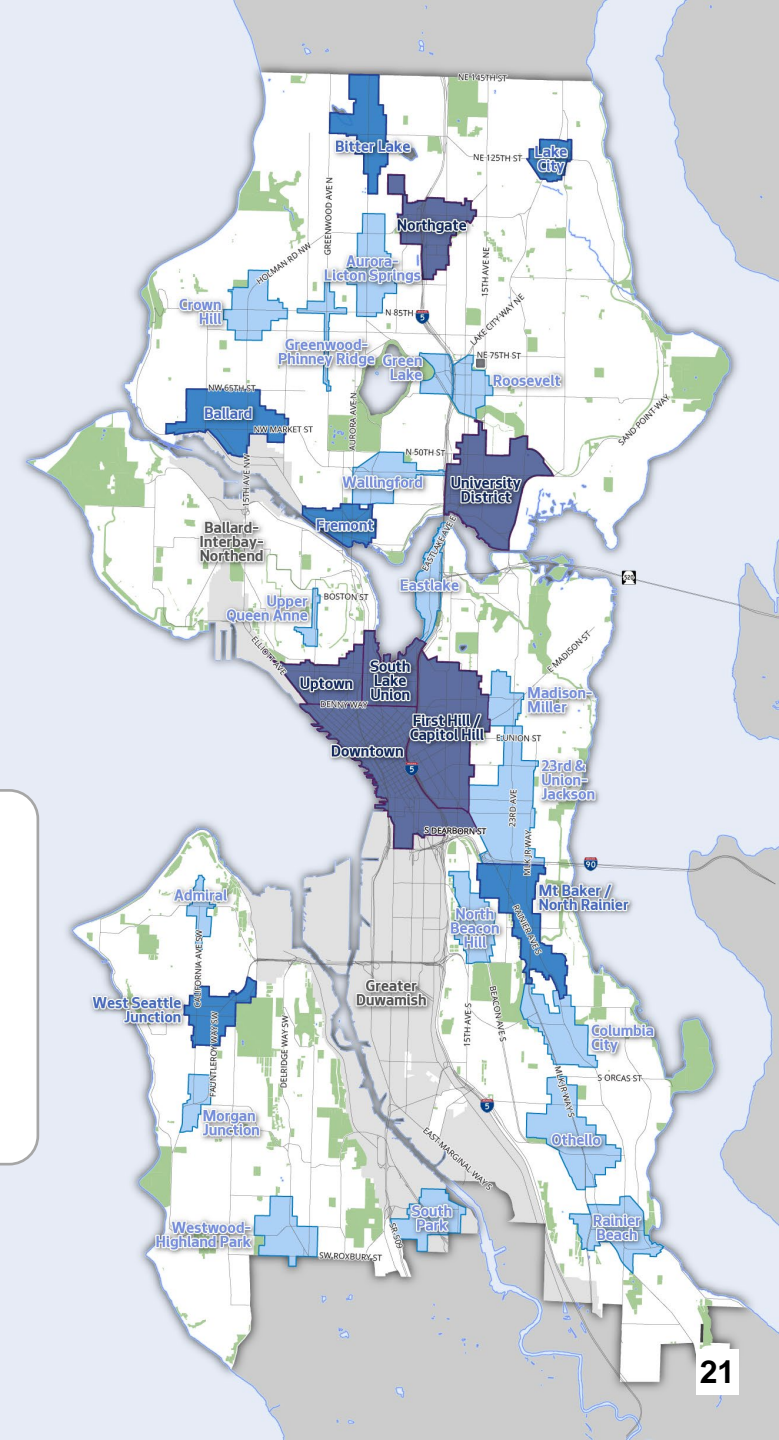 NE 145TH ST
Bitter Lake
NE 125TH ST
Lake
City
GREENWOOD AVE N
Northgate
HOLMAN RD NW
Aurora-
Licton Springs
15TH AVE NE
Crown
Hill
N 85TH
5
LAKE CITY WAY NE
Greenwood-
Phinney Ridge
Green
Lake
NE 75TH ST
Roosevelt
NW 65TH ST
Ballard
NW MARKET ST
AURORA AVE N
SAND POINT WAY
N 50TH ST
15TH AVE NW
Wallingford
University
District
Fremont
Ballard-
Interbay-
Northend
EASTLAKE AVE E
Eastlake
520
Upper
Queen Anne
BOSTON ST
ELLIOTT AVE
E MADISON ST
Uptown
South
Lake
Union
DENNY WAY
Madison-
Miller
First Hill /
Capitol Hill
E UNION ST
Downtown
5
23rd &
Union-
Jackson
23RD AVE
S DEARBORN ST
MLK JR WAY
90
Admiral
Mt Baker /
North Rainier
North
Beacon
Hill
RAINIER AVE S
CALIFORNIA AVE SW
West Seattle
Junction
Greater
Duwamish
15TH AVE S
BEACON AVE S
Columbia
City
FAUNTLEROY WAY SW
DELRIDGE WAY SW
S ORCAS ST
MLK JR WAY S
5
Morgan
Junction
EAST MARGINAL WAY S
Othello
South
Park
Rainier
Beach
Westwood-
Highland Park
SR-509
SW ROXBURY ST
21